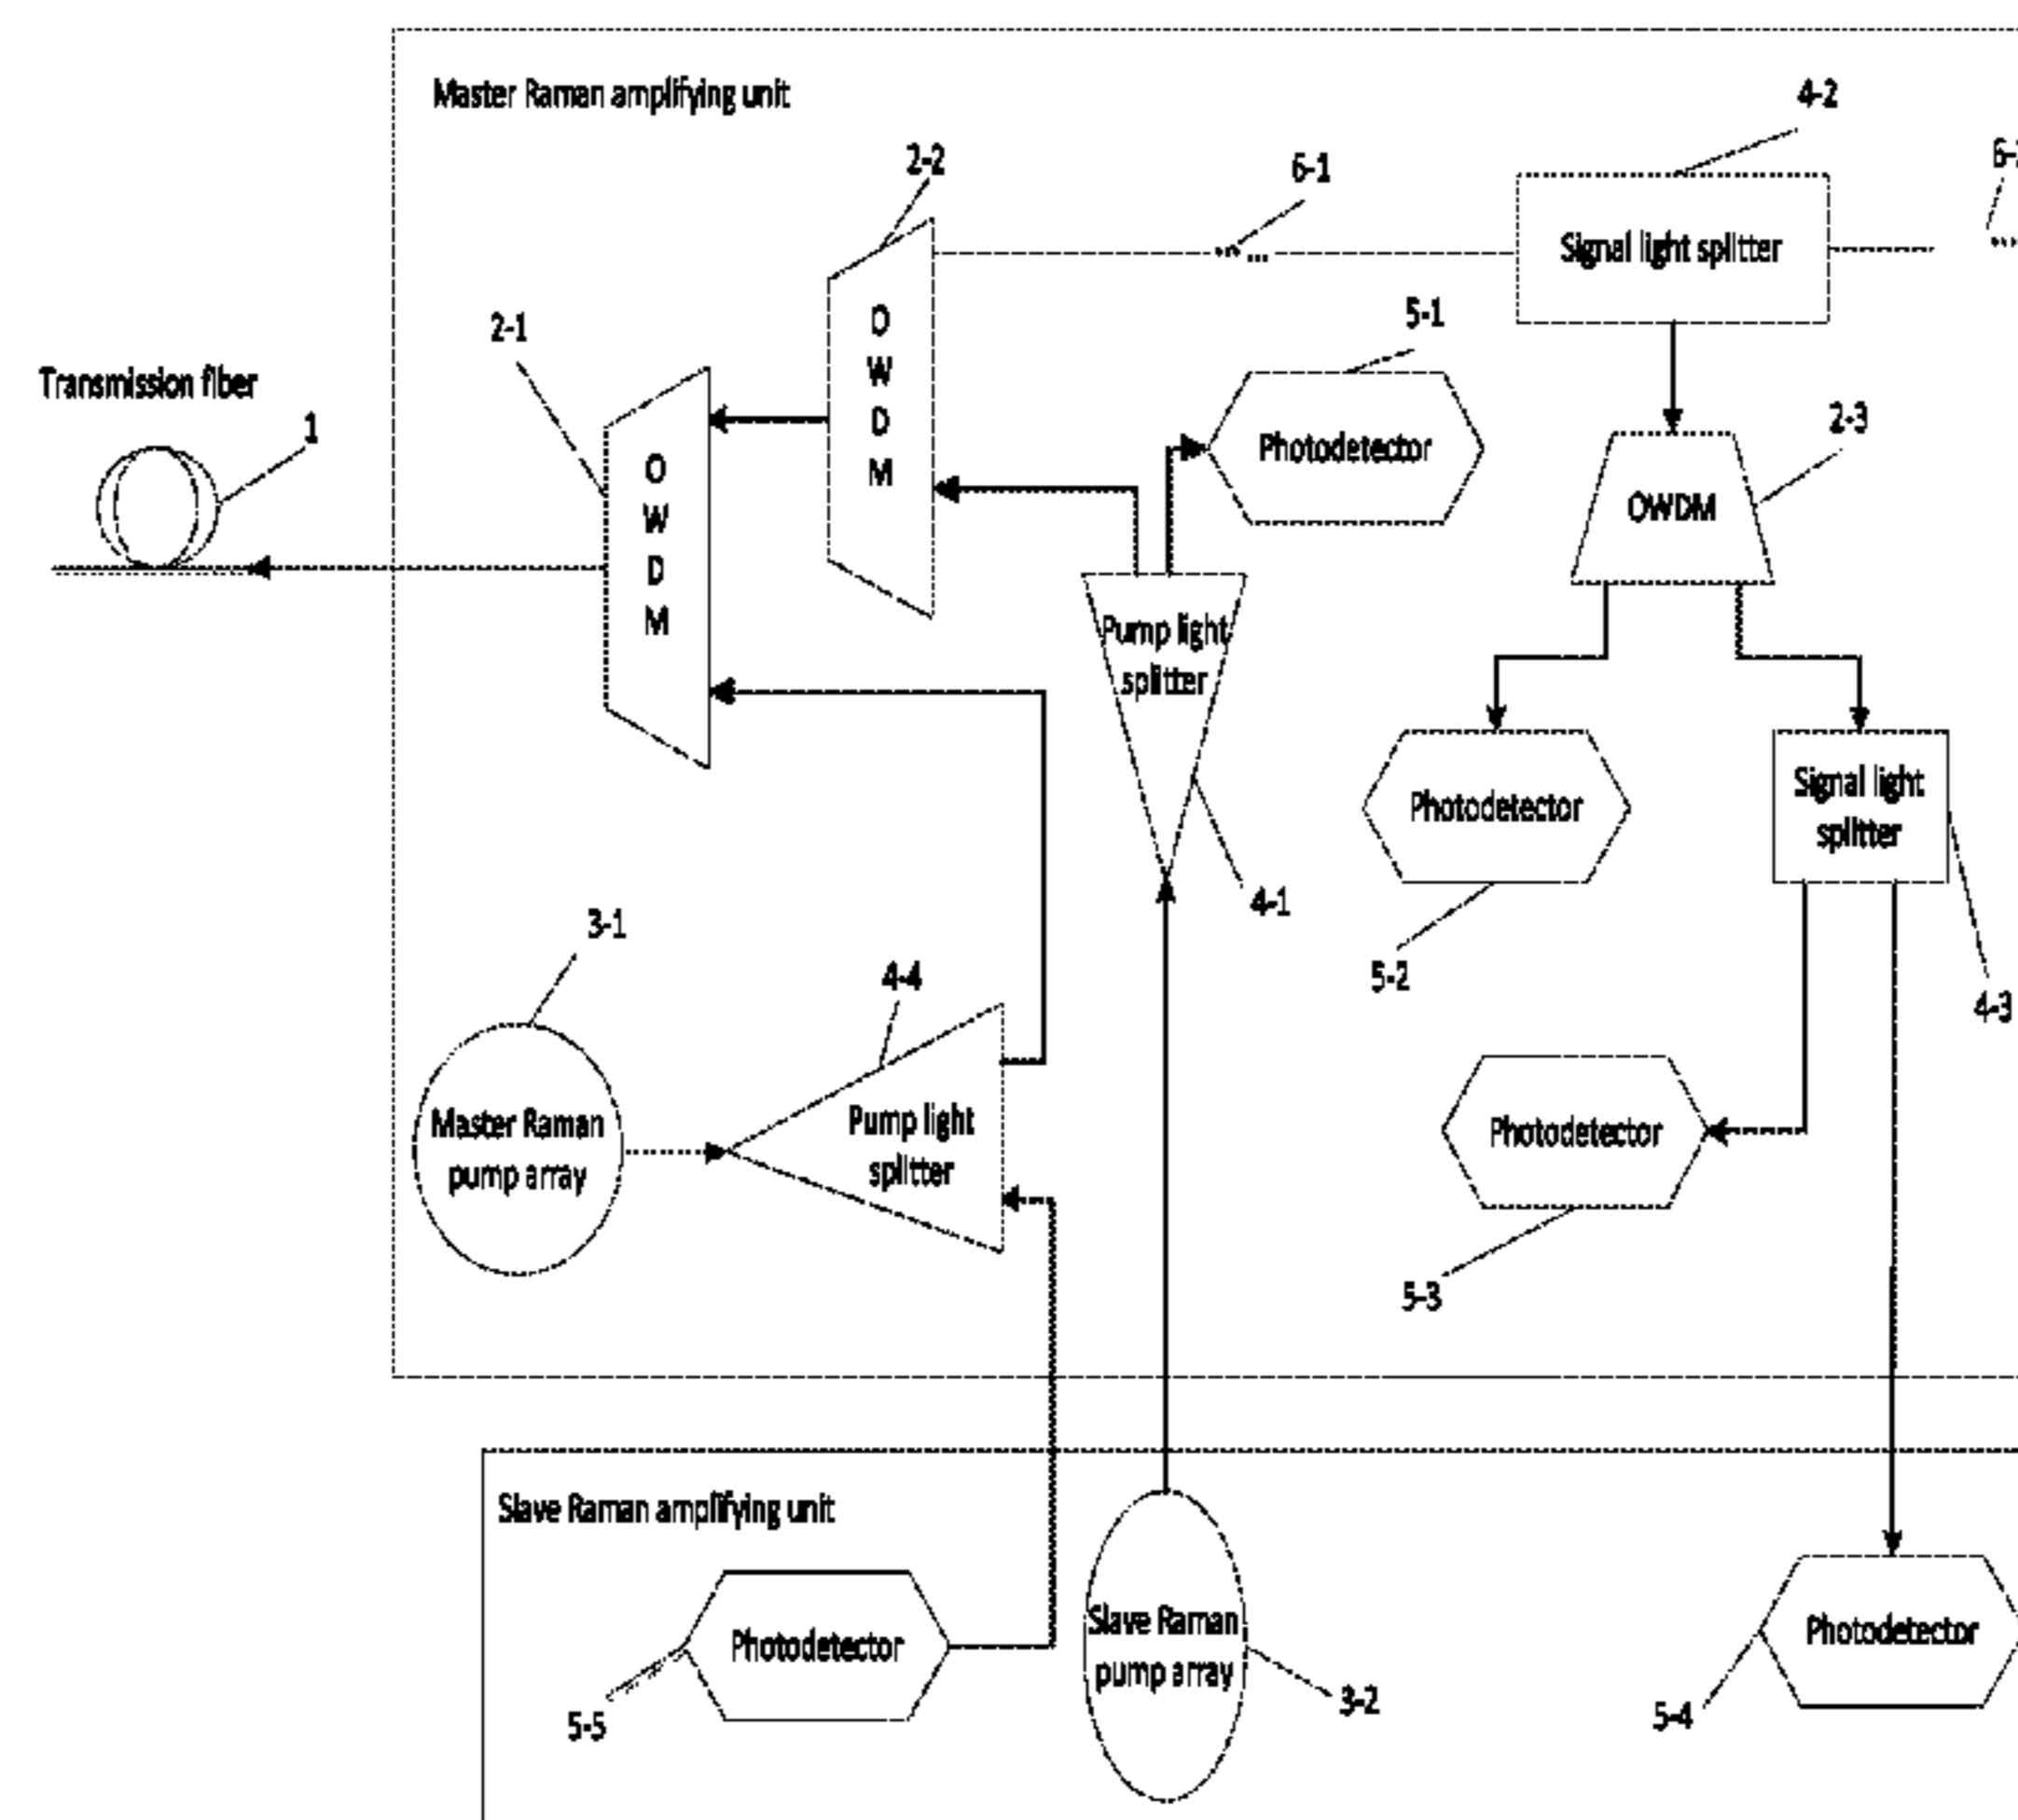 Master Raman amplifying unit
4-2
2-2
6-1
6-
Signal light splitter
O
W
D
M
2-1
5-1
Transmission fiber
1
Photodetector
2-3
O
W
D
M
OWDM
Pump light
splitter
Photodetector
Signal light
splitter
4-1
3-1
4-4
5-2
4-3
Master Raman
pump array
Pump light
splitter
Photodetector
5-3
Slave Raman amplifying unit
Photodetector
Slave Raman
pump array
Photodetector
5-5
3-2
5-4